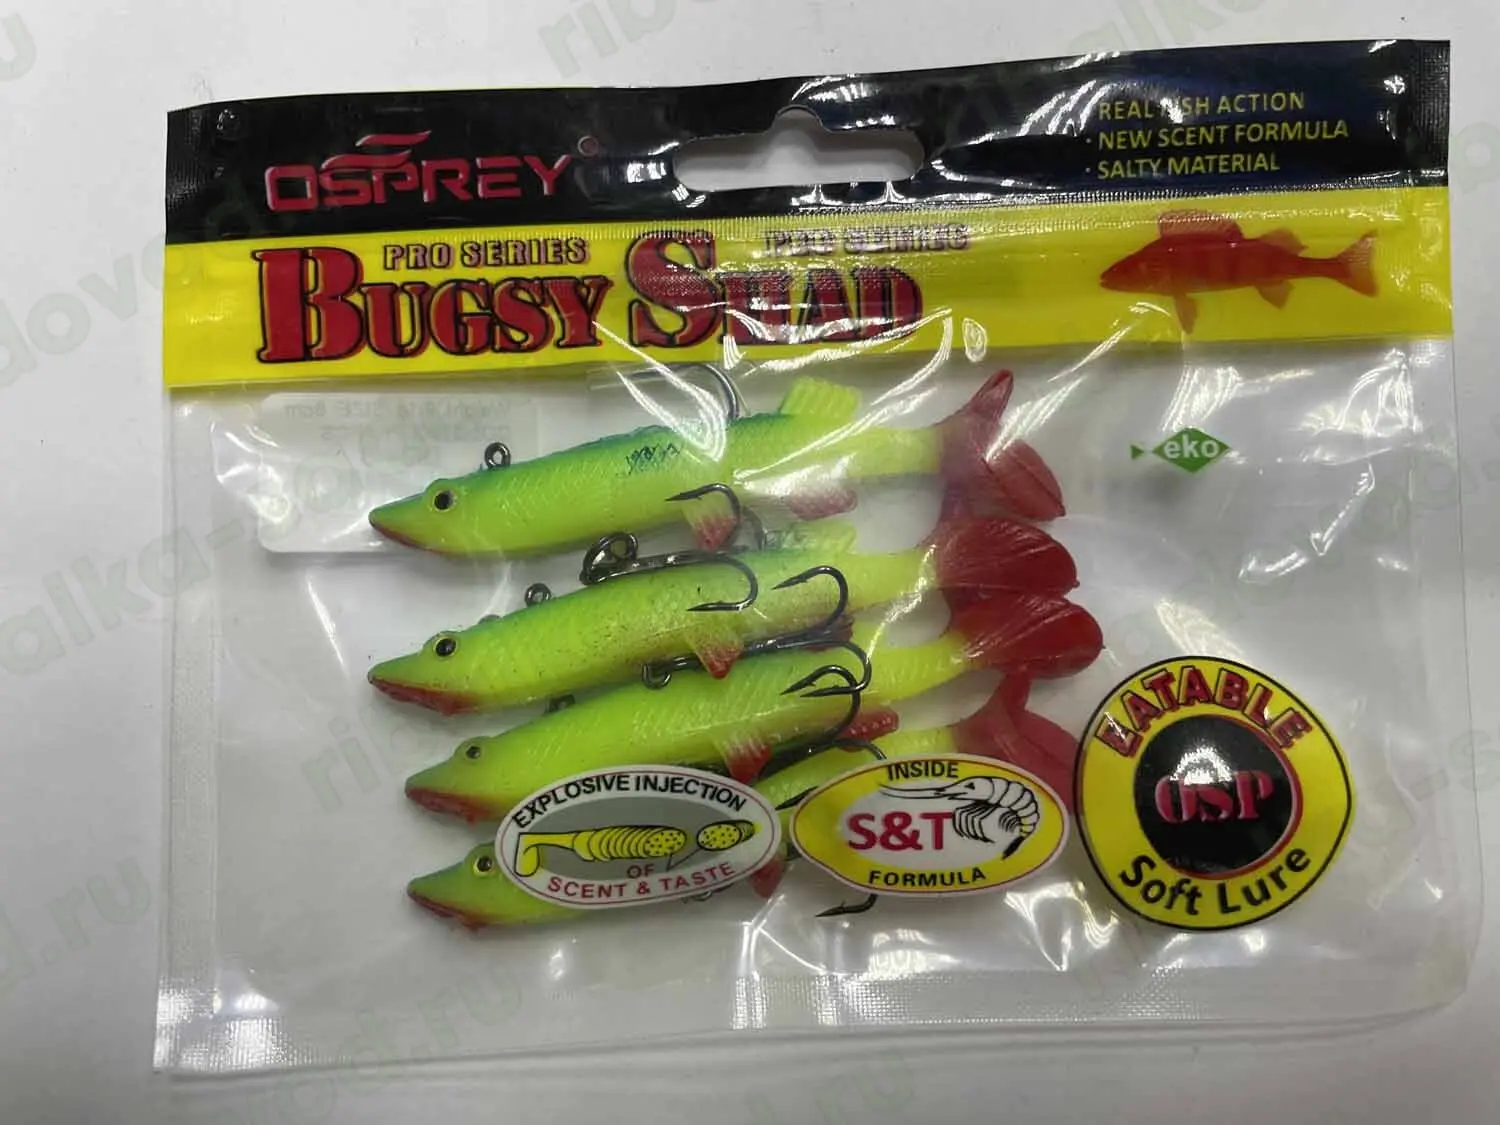 OSPREY
REAL FISH ACTION
· NEW SCENT FORMULA
· SALTY MATERIAL
PRO SERIES PRO SERIES
BUGSY SHAD
eko
EXPLOSIVE INJECTION
OF
SCENT & TASTE
INSIDE
S&T
FORMULA
EATABLE
OSP
Soft Lure